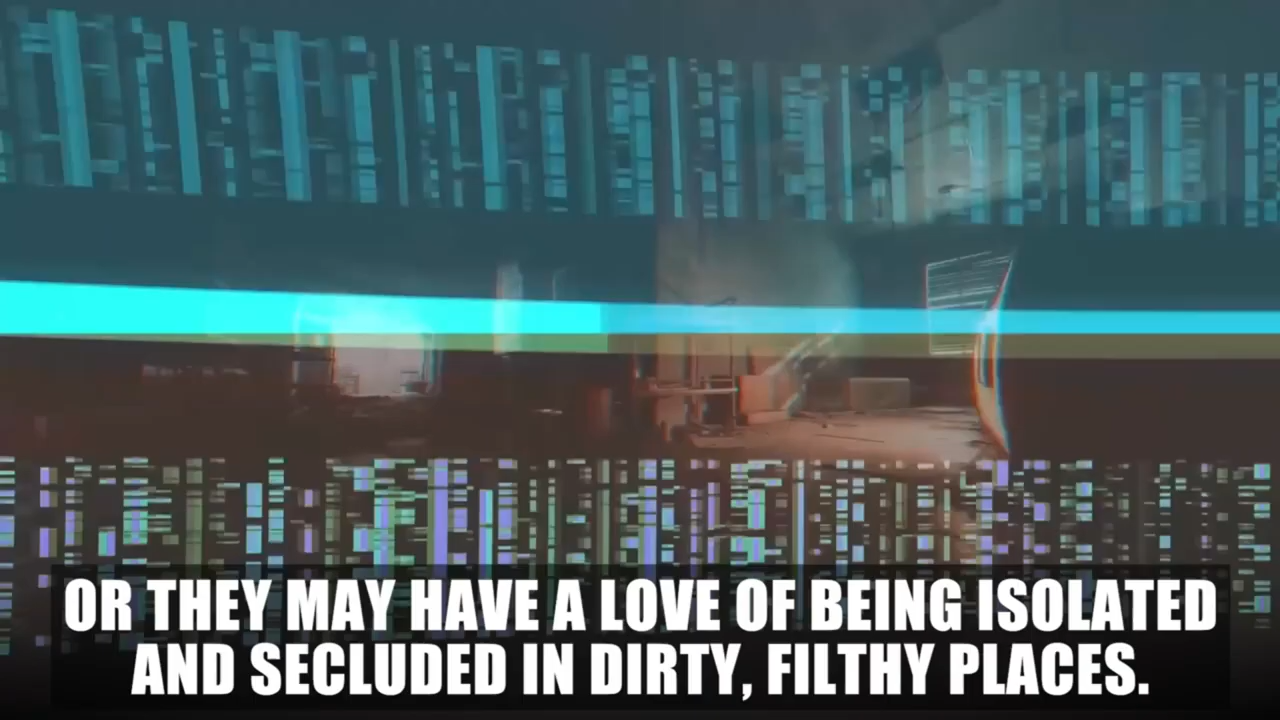 OR THEY MAY HAVE A LOVE OF BEING ISOLATED
AND SECLUDED IN DIRTY, FILTHY PLACES.